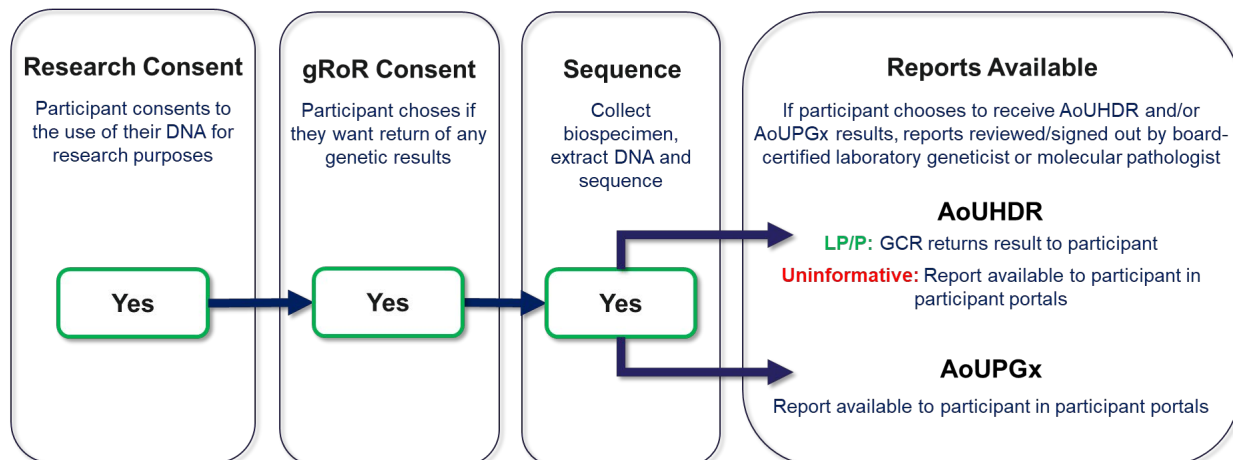 Research Consent
Participant consents to
the use of their DNA for
research purposes
Yes
gRoR Consent
Participant choses if
they want return of any
genetic results
Yes
Sequence
Collect
biospecimen,
extract DNA and
sequence
Yes
Reports Available
If participant chooses to receive AoUHDR and/or
AoUPGx results, reports reviewed/signed out by board-
certified laboratory geneticist or molecular pathologist
AoUHDR
LP/P: GCR returns result to participant
Uninformative: Report available to participant in
participant portals
AoUPGx
Report available to participant in participant portals